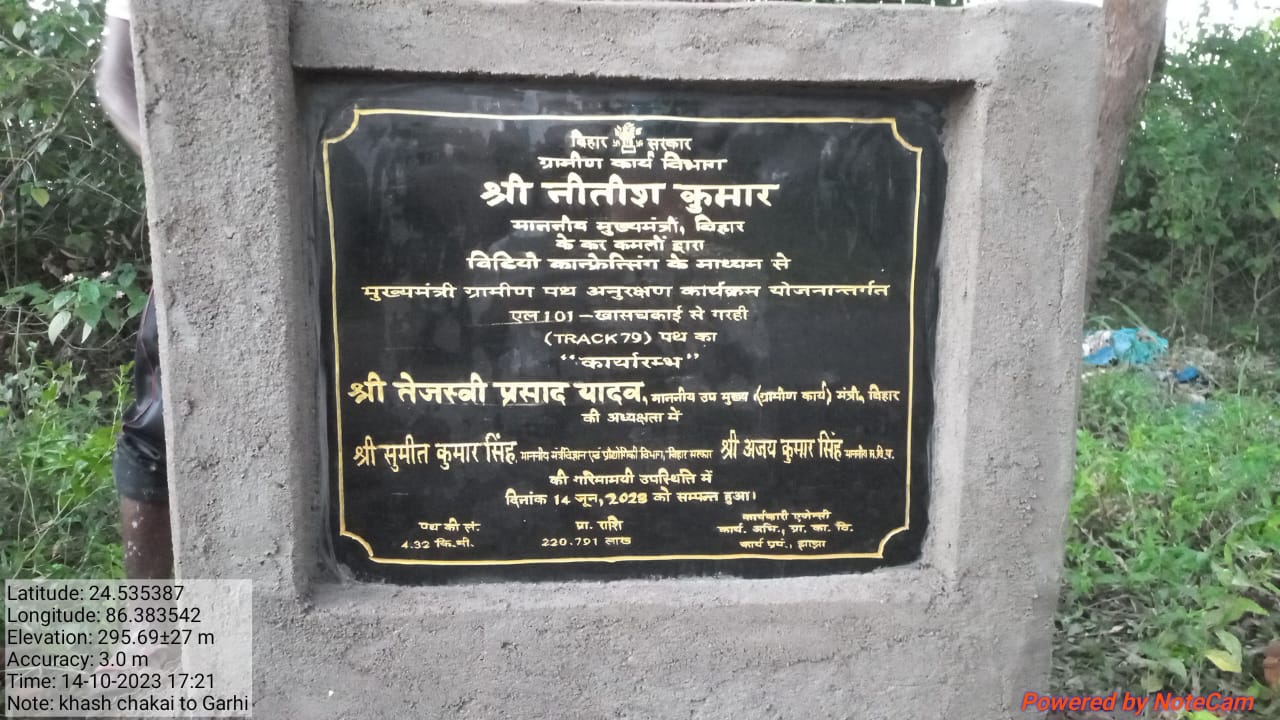 बिहार सरकार
ग्रामीण कार्य विभाग
श्री नीतीश कुमार
माननीय मुख्यमंत्री, बिहार
के कर कमलों द्वारा
विडियो कान्फ्रेन्सिंग के माध्यम से
मुख्यमंत्री ग्रामीण पथ अनुरक्षण कार्यक्रम योजनान्तर्गत
एल101-खासचकाई से गरही
(TRACK79) पथ का
"कार्यारम्भ"
श्री तेजस्वी प्रसाद यादव, माननीय उप मुख्य (ग्रामीण कार्य) मंत्री, बिहार
की अध्यक्षता में
श्री सुमीत कुमार सिंह, माननीय मंत्रीविज्ञान एवं प्रौद्योगिकी विभाग, बिहार सरकार श्री अजय कुमार सिंह माननीय स.वि.प.
की गरिमामयी उपस्थिति में
दिनांक 14 जून, 2023 को सम्पन्न हुआ।
पथ की लं. प्रा. राशि कार्यकारी एजेन्सी
4.32 कि.मी. 220.791 लाख कार्य. अभि., ग्रा. का. वि.
कार्य प्रमं., झाझा
Latitude: 24.535387
Longitude: 86.383542
Elevation: 295.69±27 m
Accuracy: 3.0 m
Time: 14-10-2023 17:21
Note: khash chakai to Garhi
Powered by NoteCam